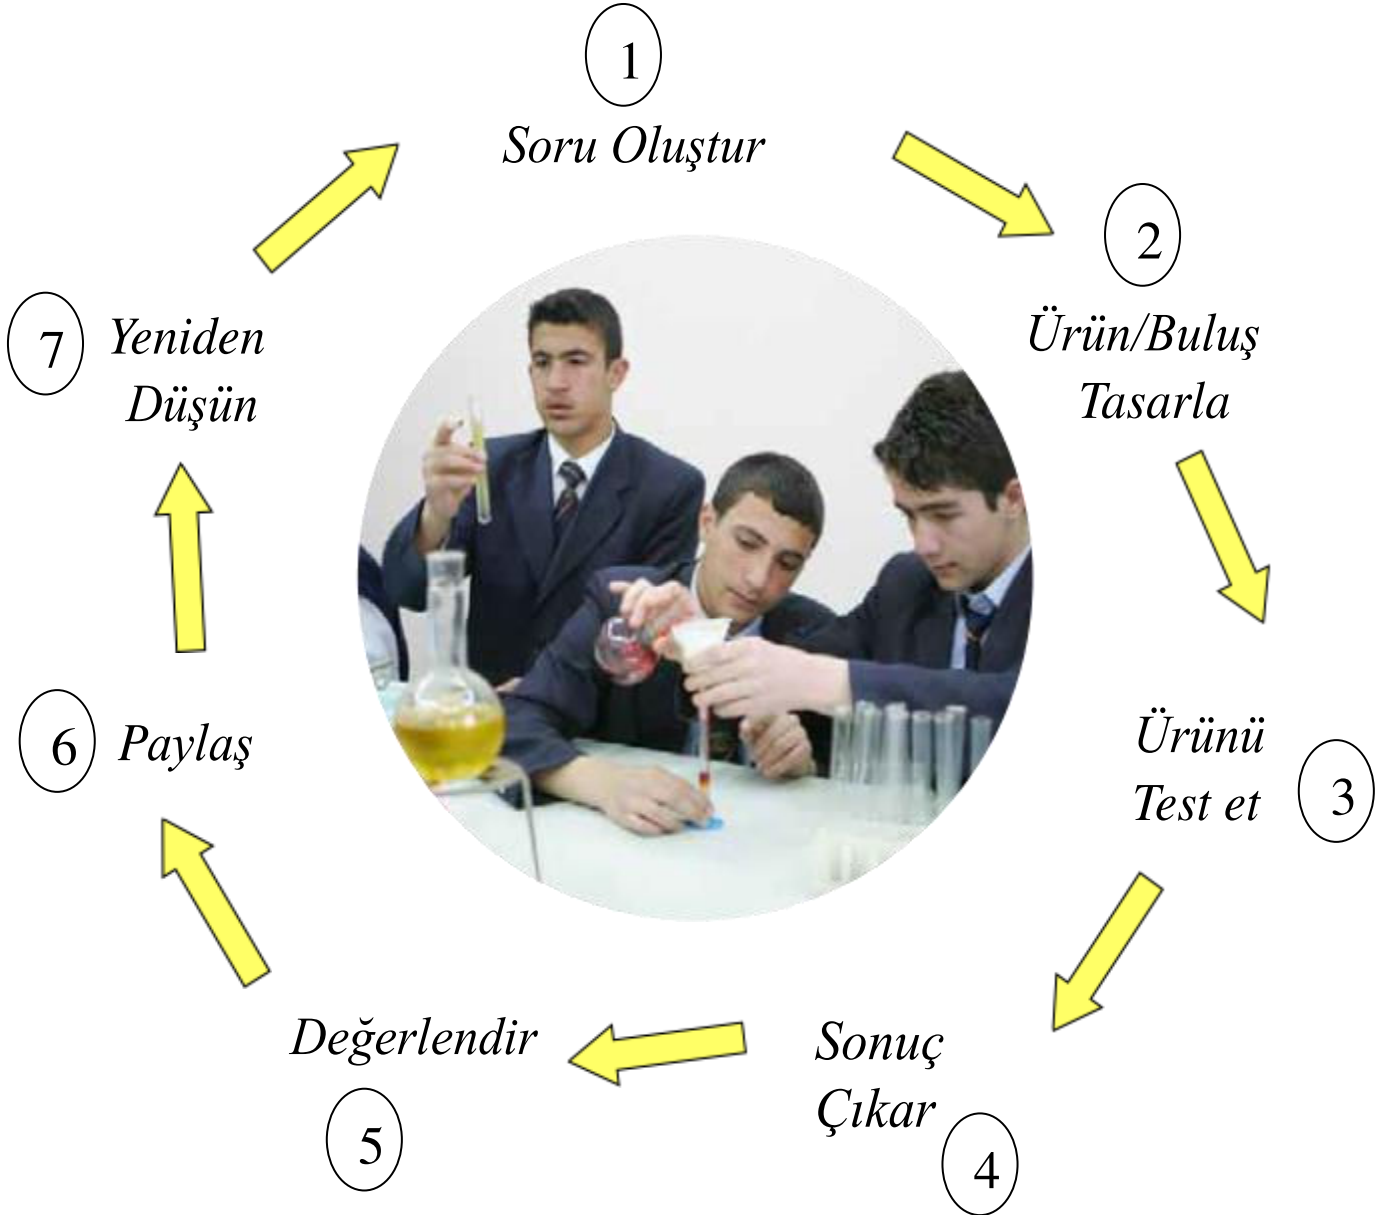 1
Soru Oluştur
2
Ürün/Buluş
Tasarla
Ürünü
Test et
3
Sonuç
Çıkar
4
Değerlendir
5
6
Paylaş
7
Yeniden
Düşün